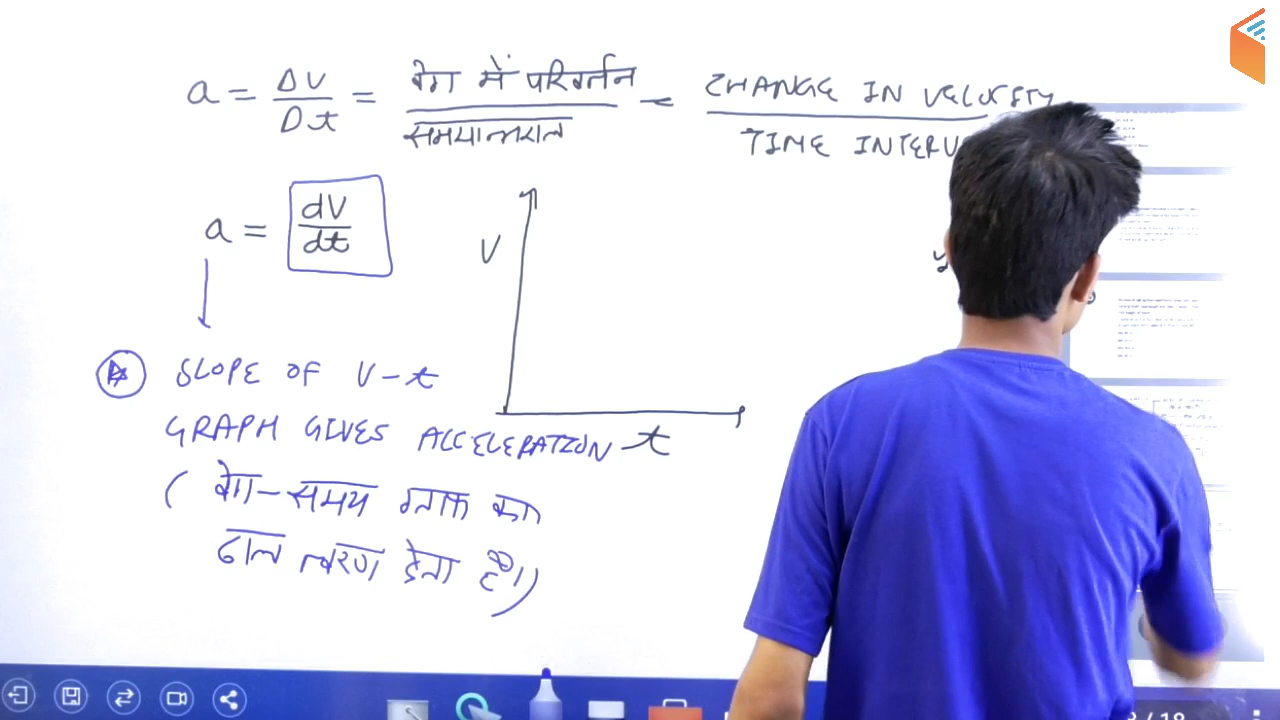 a = ΔV/Δt = वेग में परिवर्तन/समयान्तराल = CHANGE IN VELOCITY/TIME INTERV
a = dV/dt
V
y
SLOPE OF V-t
GRAPH GIVES ACCELERATION t
( वेग-समय ग्राफ का
ढाल त्वरण देता है।)
/ 18